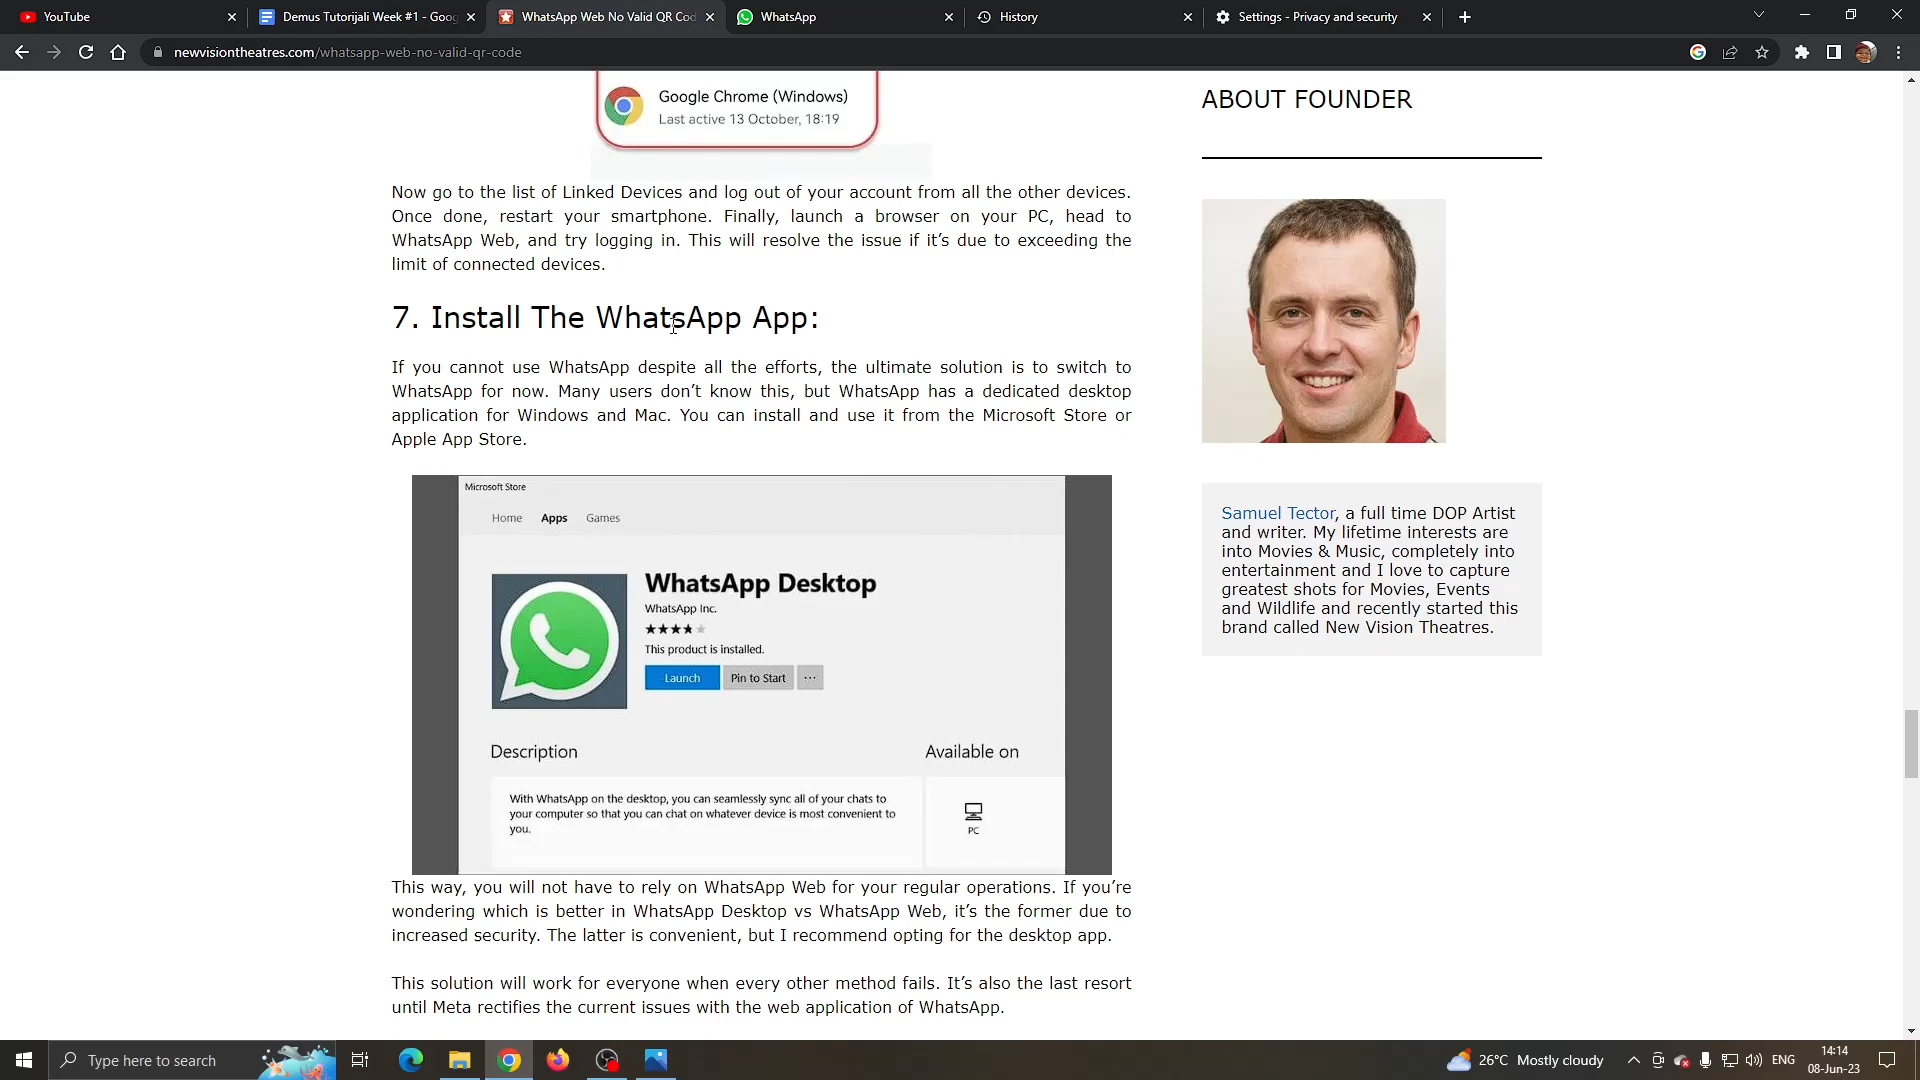 YouTube
Demus Tutorijali Week #1 - Goog
WhatsApp Web No Valid QR Cod
WhatsApp
History
Settings - Privacy and security
newvisiontheatres.com/whatsapp-web-no-valid-qr-code
Google Chrome (Windows)
Last active 13 October, 18:19
Now go to the list of Linked Devices and log out of your account from all the other devices.
Once done, restart your smartphone. Finally, launch a browser on your PC, head to
WhatsApp Web, and try logging in. This will resolve the issue if it’s due to exceeding the
limit of connected devices.
7. Install The WhatsApp App:
If you cannot use WhatsApp despite all the efforts, the ultimate solution is to switch to
WhatsApp for now. Many users don’t know this, but WhatsApp has a dedicated desktop
application for Windows and Mac. You can install and use it from the Microsoft Store or
Apple App Store.
Microsoft Store
Home Apps Games
WhatsApp Desktop
WhatsApp Inc.
This product is installed.
Launch Pin to Start ···
Description
Available on
With WhatsApp on the desktop, you can seamlessly sync all of your chats to
your computer so that you can chat on whatever device is most convenient to
you.
PC
This way, you will not have to rely on WhatsApp Web for your regular operations. If you’re
wondering which is better in WhatsApp Desktop vs WhatsApp Web, it’s the former due to
increased security. The latter is convenient, but I recommend opting for the desktop app.
This solution will work for everyone when every other method fails. It’s also the last resort
until Meta rectifies the current issues with the web application of WhatsApp.
ABOUT FOUNDER
Samuel Tector, a full time DOP Artist
and writer. My lifetime interests are
into Movies & Music, completely into
entertainment and I love to capture
greatest shots for Movies, Events
and Wildlife and recently started this
brand called New Vision Theatres.
Type here to search
26°C Mostly cloudy
ENG
14:14
08-Jun-23